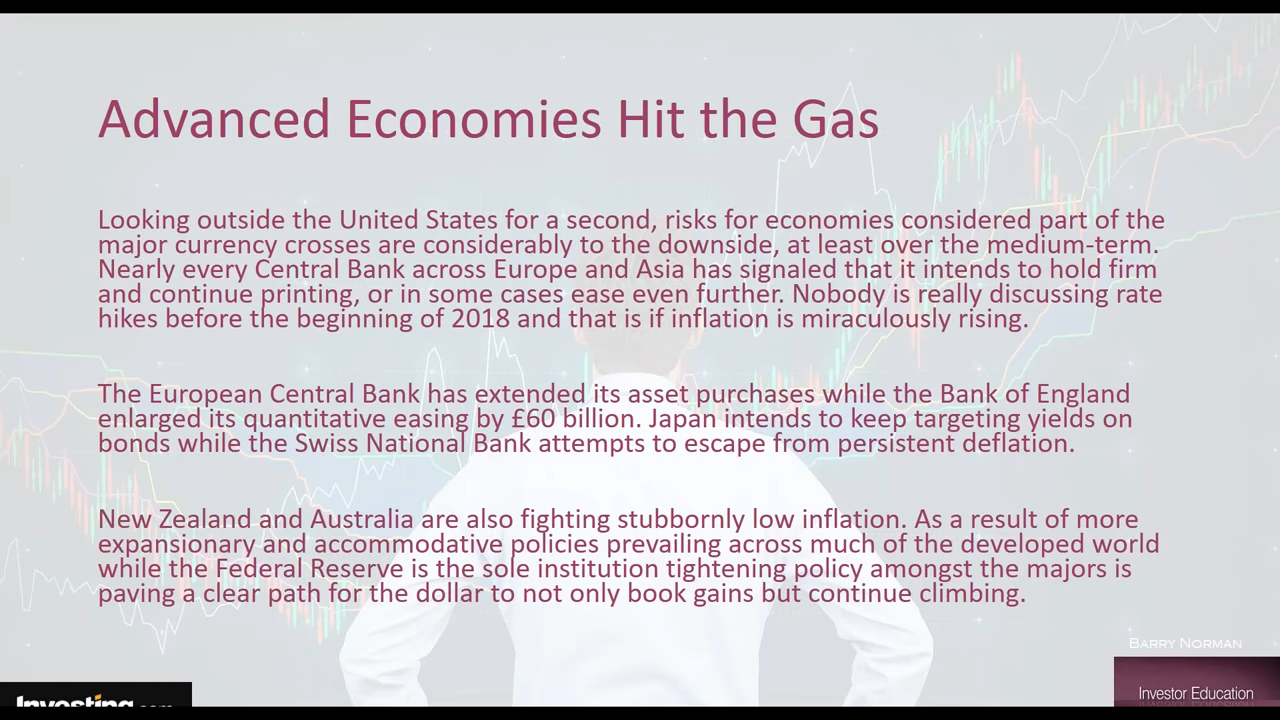 Advanced Economies Hit the Gas
Looking outside the United States for a second, risks for economies considered part of the
major currency crosses are considerably to the downside, at least over the medium-term.
Nearly every Central Bank across Europe and Asia has signaled that it intends to hold firm
and continue printing, or in some cases ease even further. Nobody is really discussing rate
hikes before the beginning of 2018 and that is if inflation is miraculously rising.
The European Central Bank has extended its asset purchases while the Bank of England
enlarged its quantitative easing by £60 billion. Japan intends to keep targeting yields on
bonds while the Swiss National Bank attempts to escape from persistent deflation.
New Zealand and Australia are also fighting stubbornly low inflation. As a result of more
expansionary and accommodative policies prevailing across much of the developed world
while the Federal Reserve is the sole institution tightening policy amongst the majors is
paving a clear path for the dollar to not only book gains but continue climbing.
Barry Norman
Investing.com
Investor Education